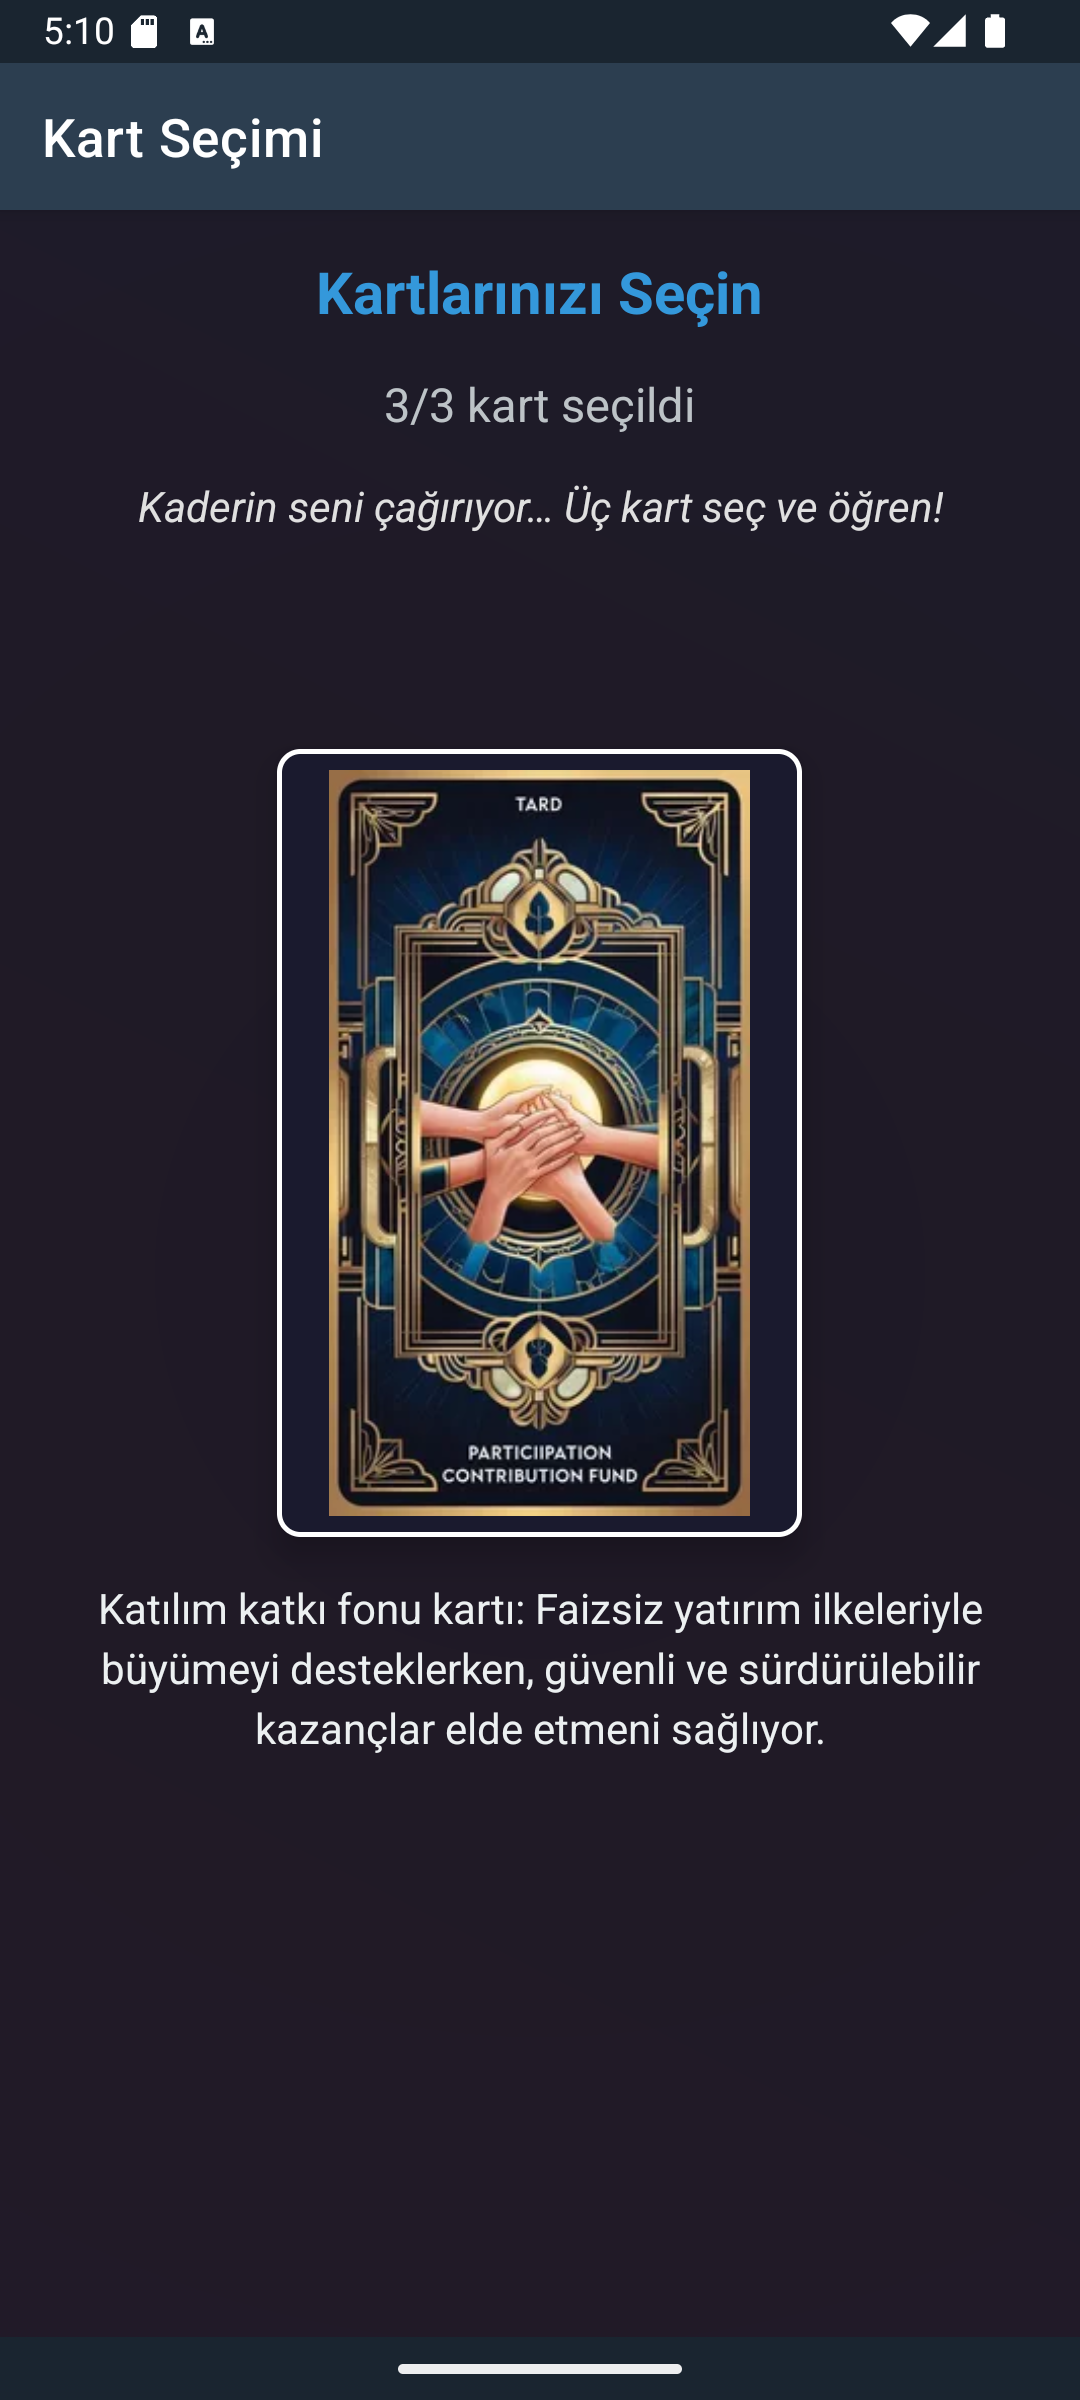 5:10
Kart Seçimi
Kartlarınızı Seçin
3/3 kart seçildi
Kaderin seni çağırıyor... Üç kart seç ve öğren!
TARD
PARTICIIPATION
CONTRIBUTION FUND
Katılım katkı fonu kartı: Faizsiz yatırım ilkeleriyle
büyümeyi desteklerken, güvenli ve sürdürülebilir
kazançlar elde etmeni sağlıyor.